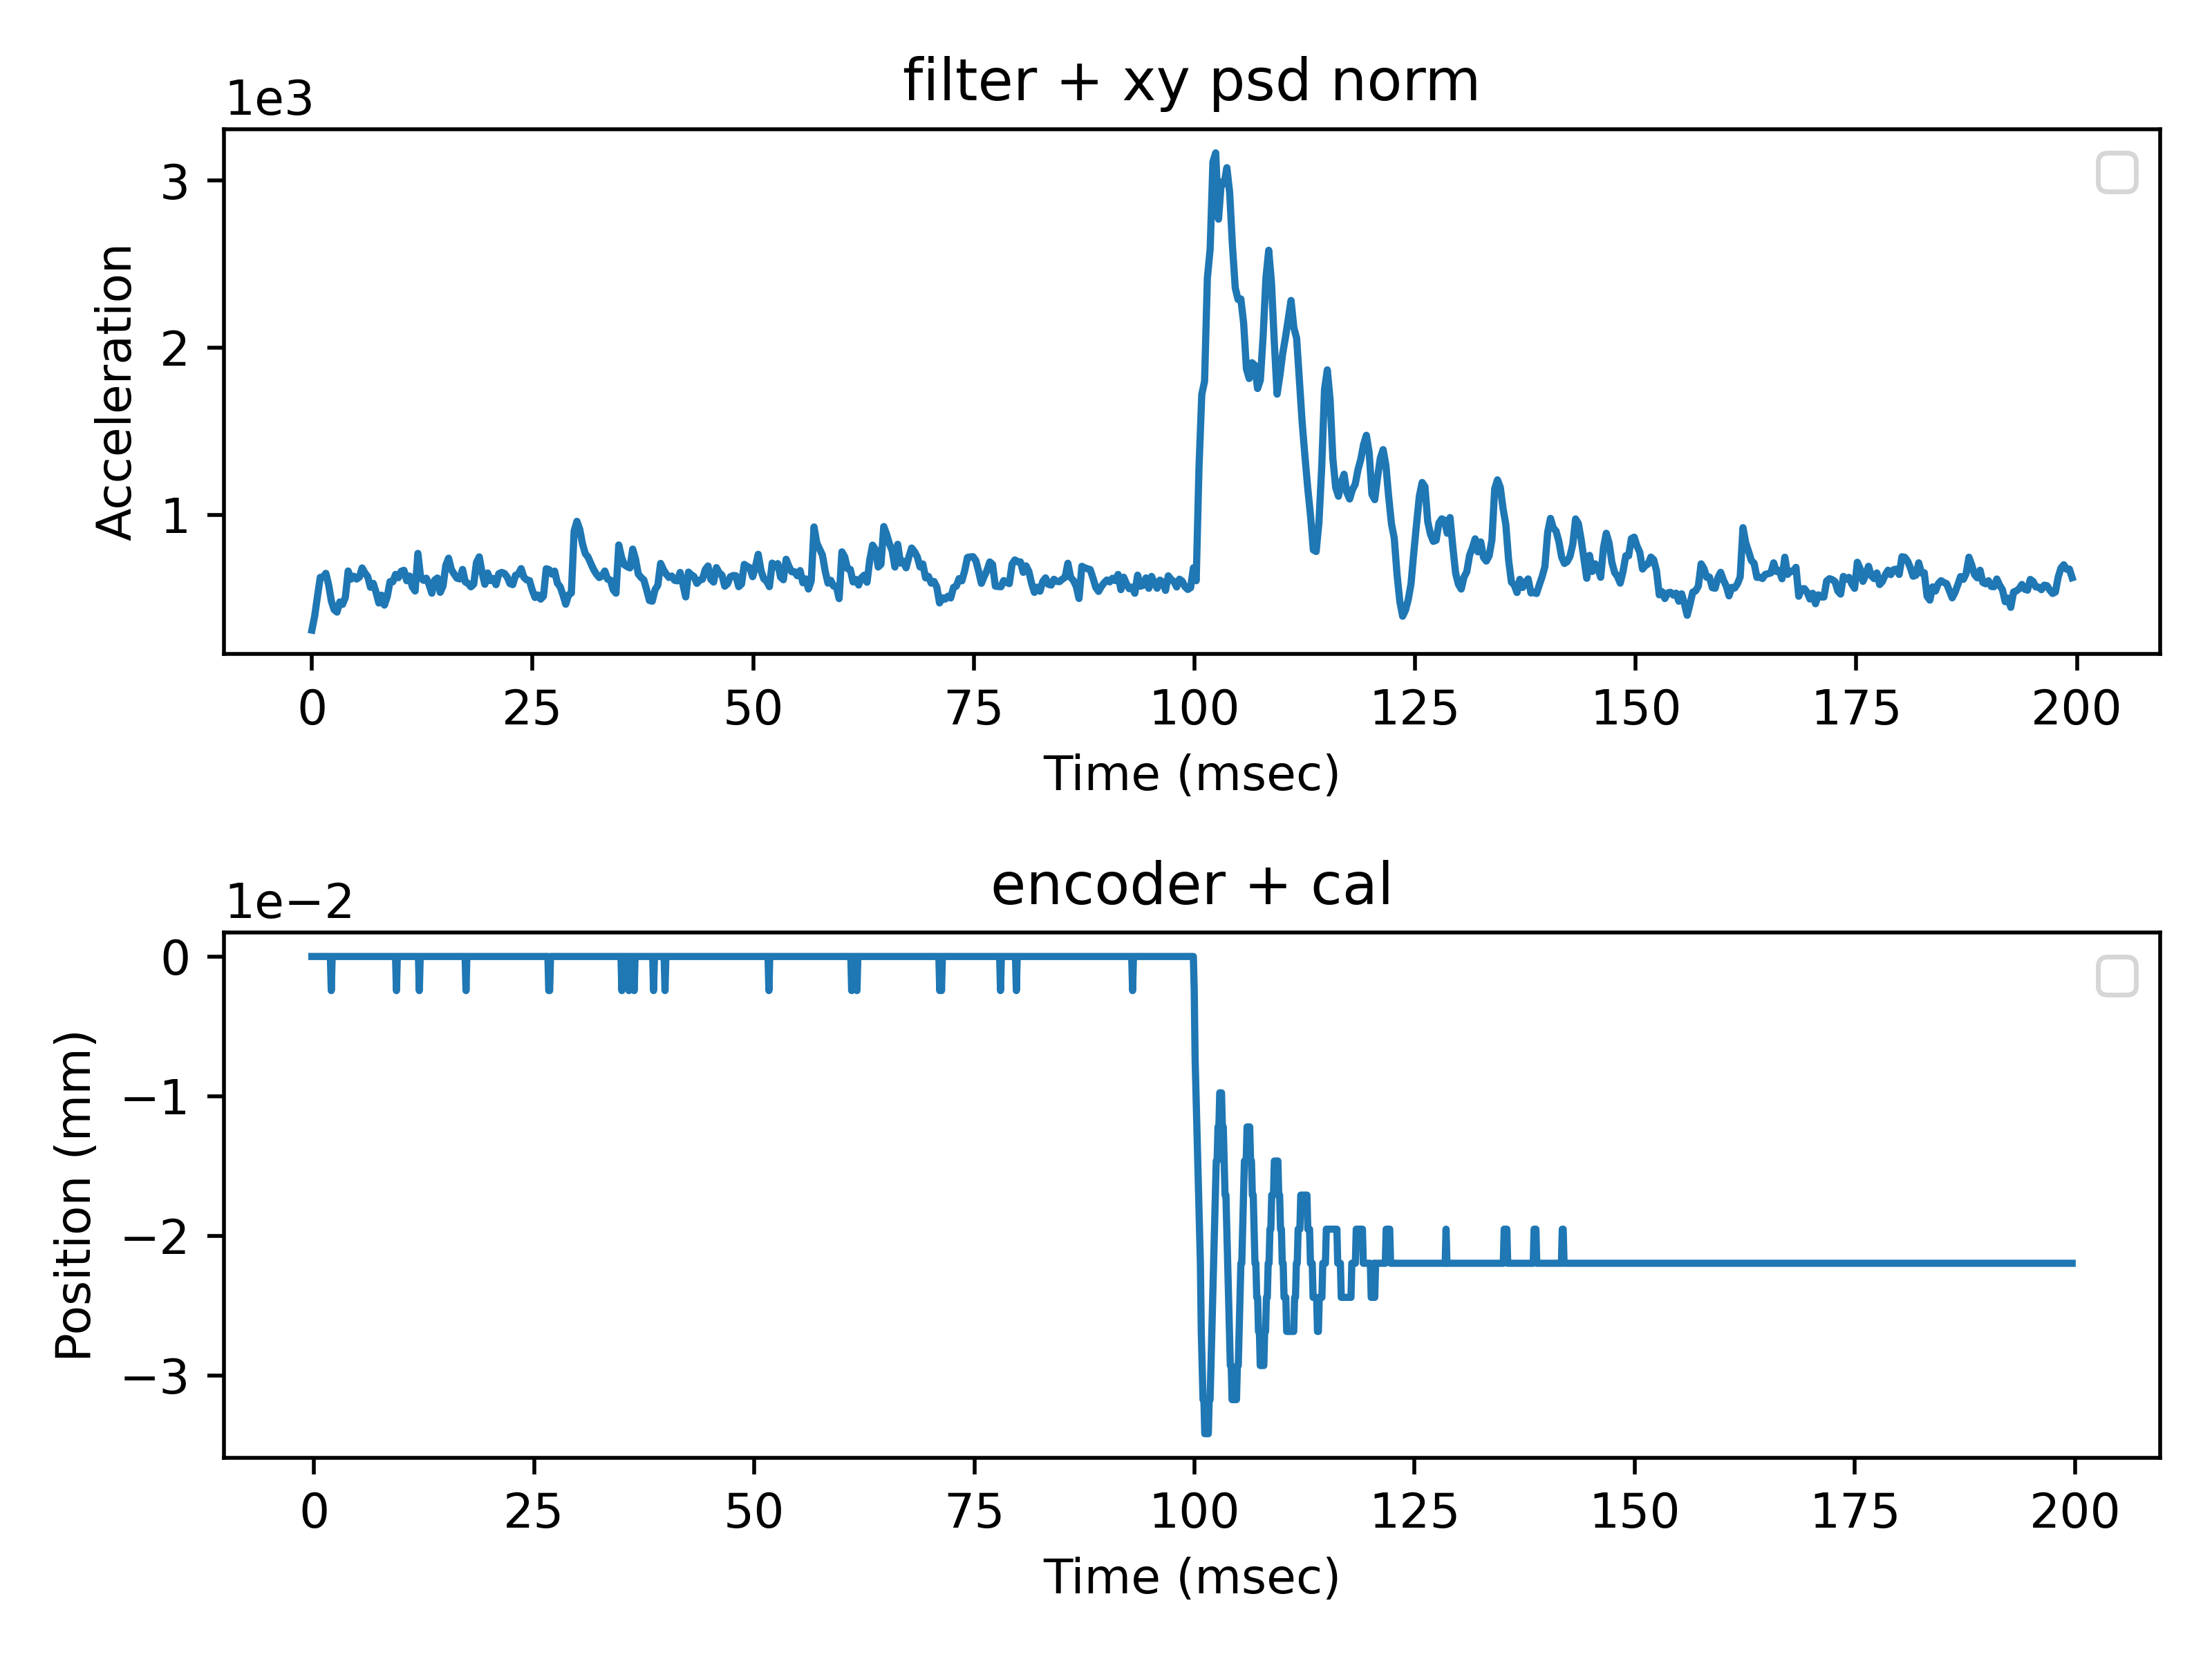 filter + xy psd norm
1e3
3
2
1
Acceleration
0 25 50 75 100 125 150 175 200
Time (msec)
encoder + cal
1e−2
0
−1
−2
−3
Position (mm)
0 25 50 75 100 125 150 175 200
Time (msec)